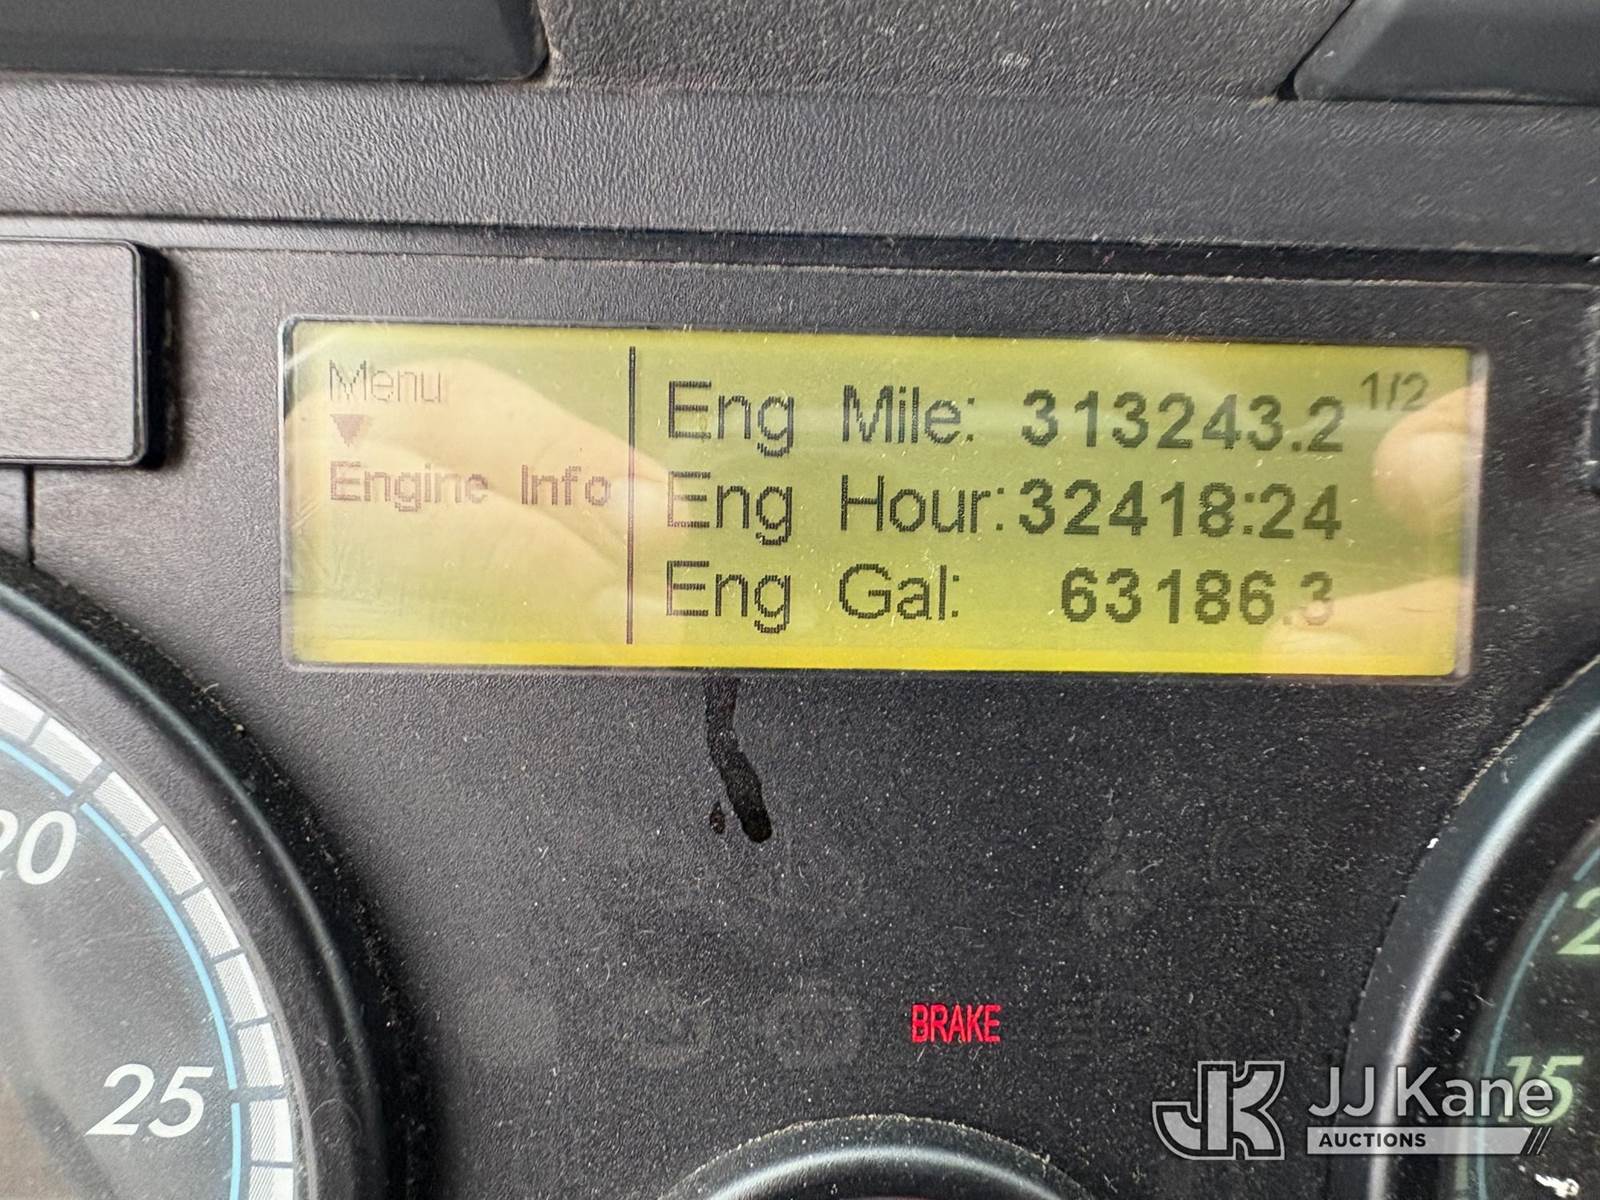 Menu
Engine Info
Eng Mile: 313243.2
1/2
Eng Hour: 32418:24
Eng Gal: 63186.3
20
25
BRAKE
15
JK JJ Kane
AUCTIONS